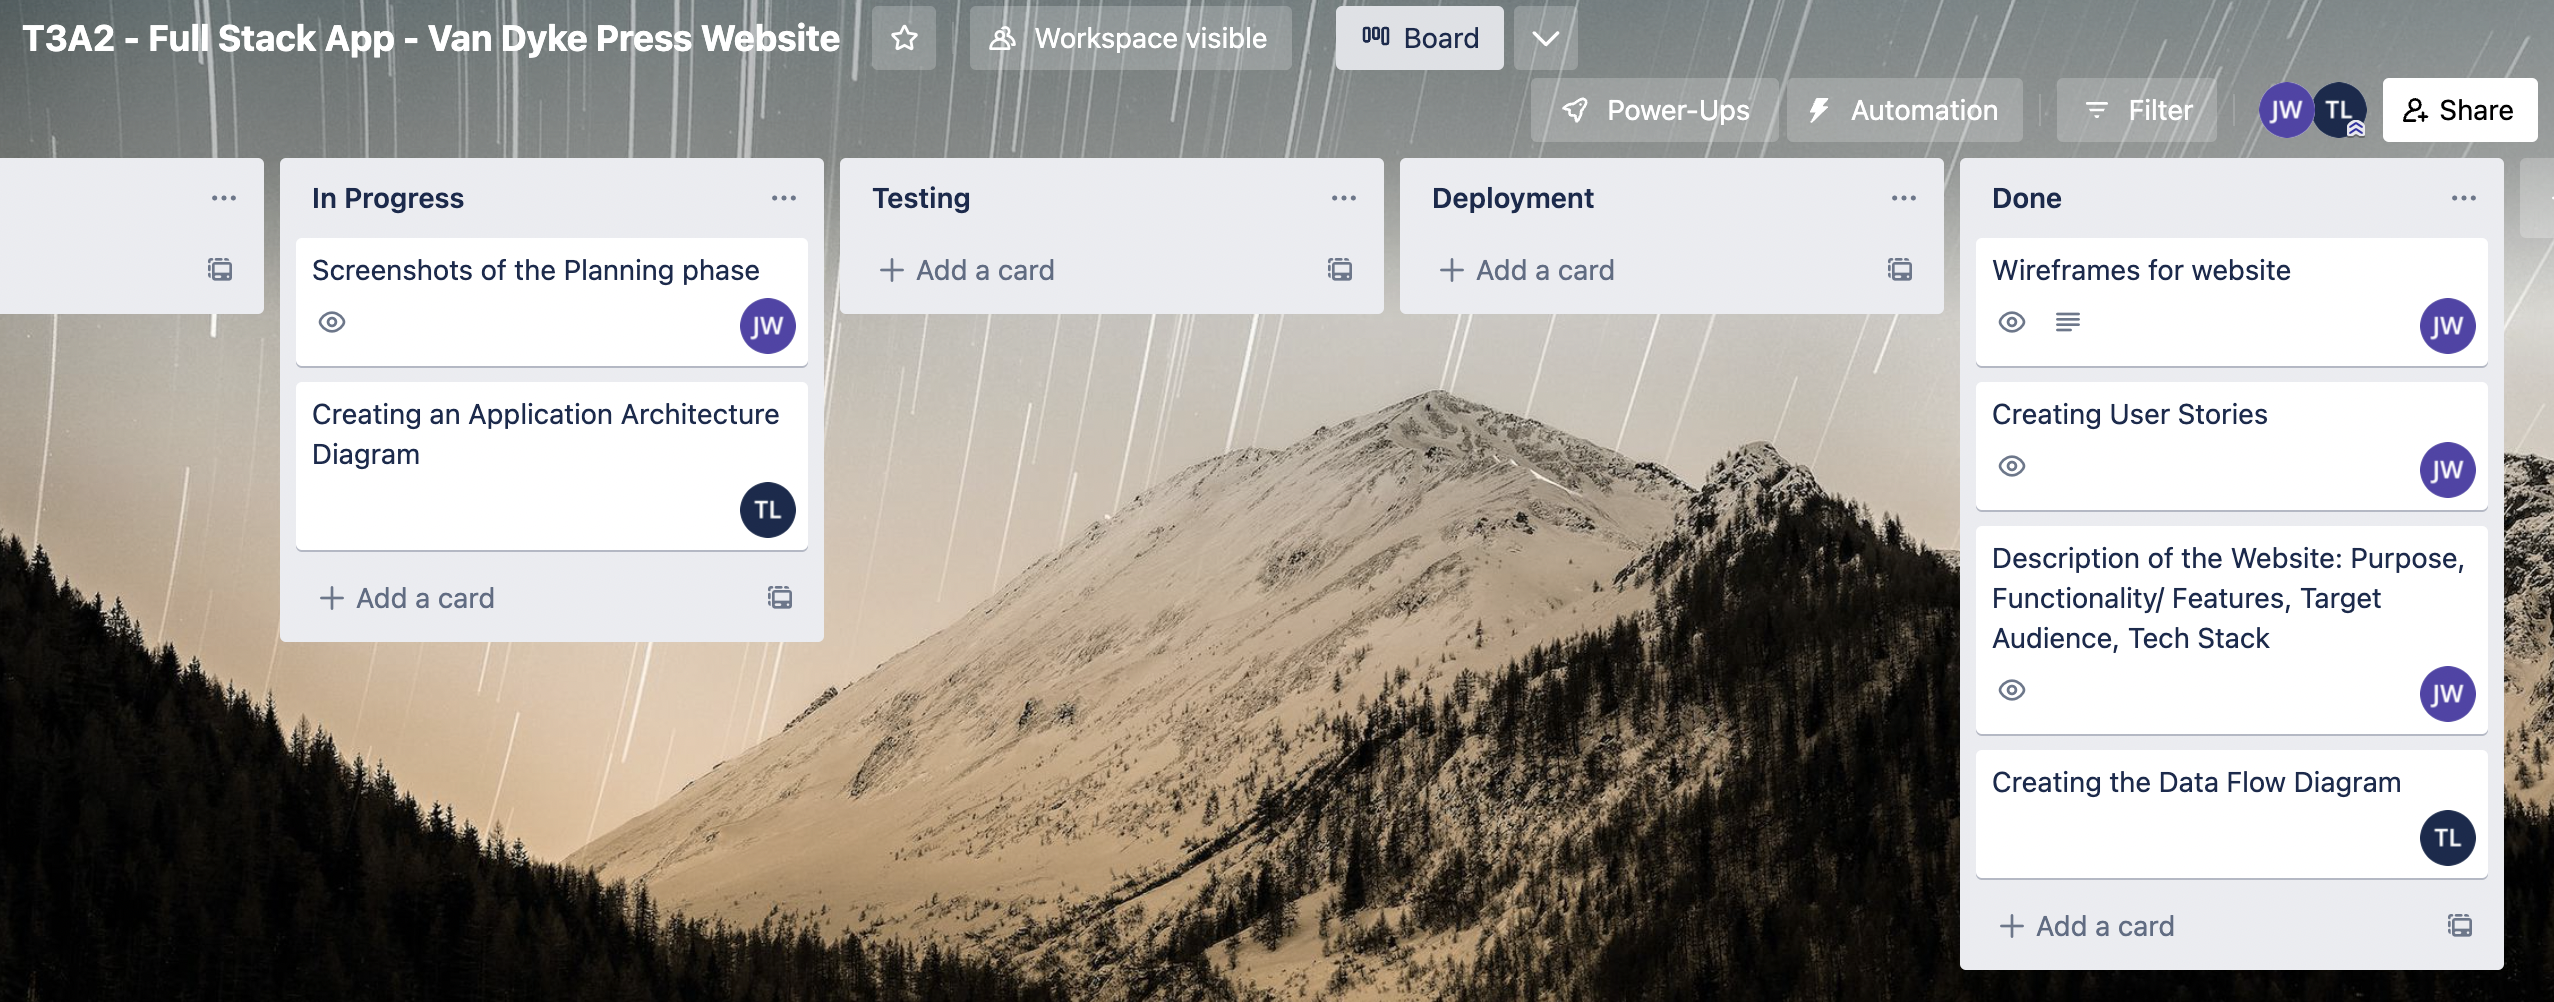 T3A2 - Full Stack App - Van Dyke Press Website
Workspace visible
Board
Power-Ups
Automation
Filter
JW
TL
Share
In Progress
Screenshots of the Planning phase
JW
Creating an Application Architecture
Diagram
TL
+ Add a card
Testing
+ Add a card
Deployment
+ Add a card
Done
Wireframes for website
JW
Creating User Stories
JW
Description of the Website: Purpose,
Functionality/ Features, Target
Audience, Tech Stack
JW
Creating the Data Flow Diagram
TL
+ Add a card